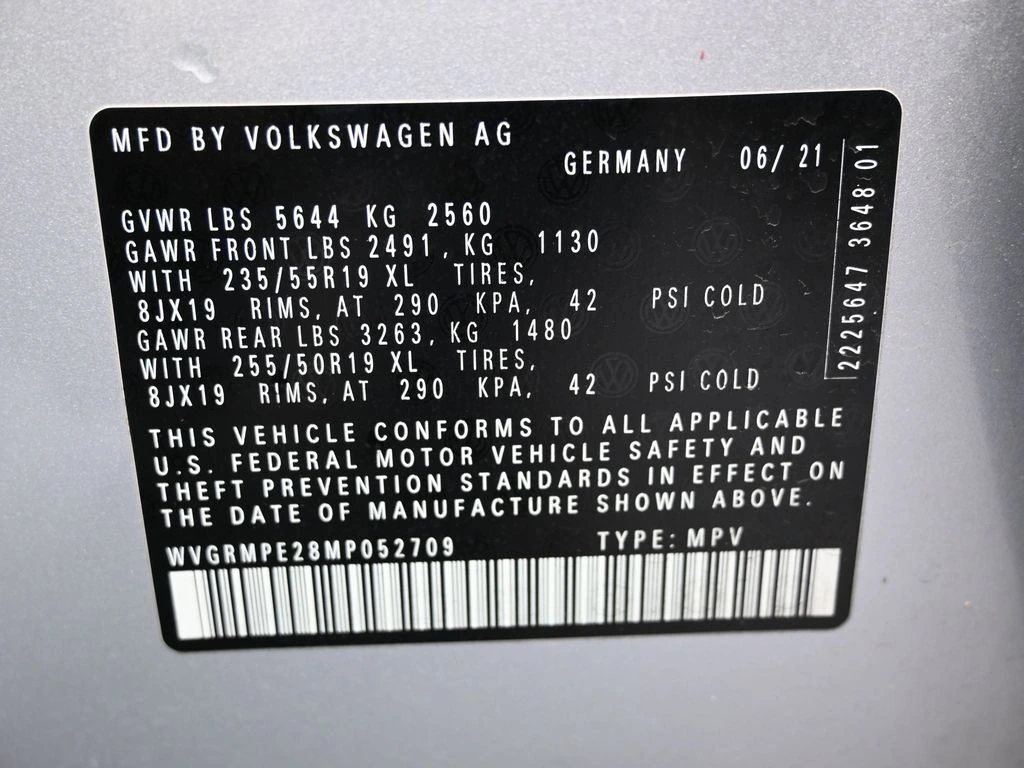 MFD BY VOLKSWAGEN AG
GERMANY 06/ 21
GVWR LBS 5644 KG 2560
GAWR FRONT LBS 2491, KG 1130
WITH 235/55R19 XL TIRES,
8JX19 RIMS, AT 290 KPA, 42 PSI COLD
GAWR REAR LBS 3263, KG 1480
WITH 255/50R19 XL TIRES,
8JX19 RIMS, AT 290 KPA, 42 PSI COLD
THIS VEHICLE CONFORMS TO ALL APPLICABLE
U.S. FEDERAL MOTOR VEHICLE SAFETY AND
THEFT PREVENTION STANDARDS IN EFFECT ON
THE DATE OF MANUFACTURE SHOWN ABOVE.
WVGRMPE28MP052709 TYPE: MPV
2225647 3648 01